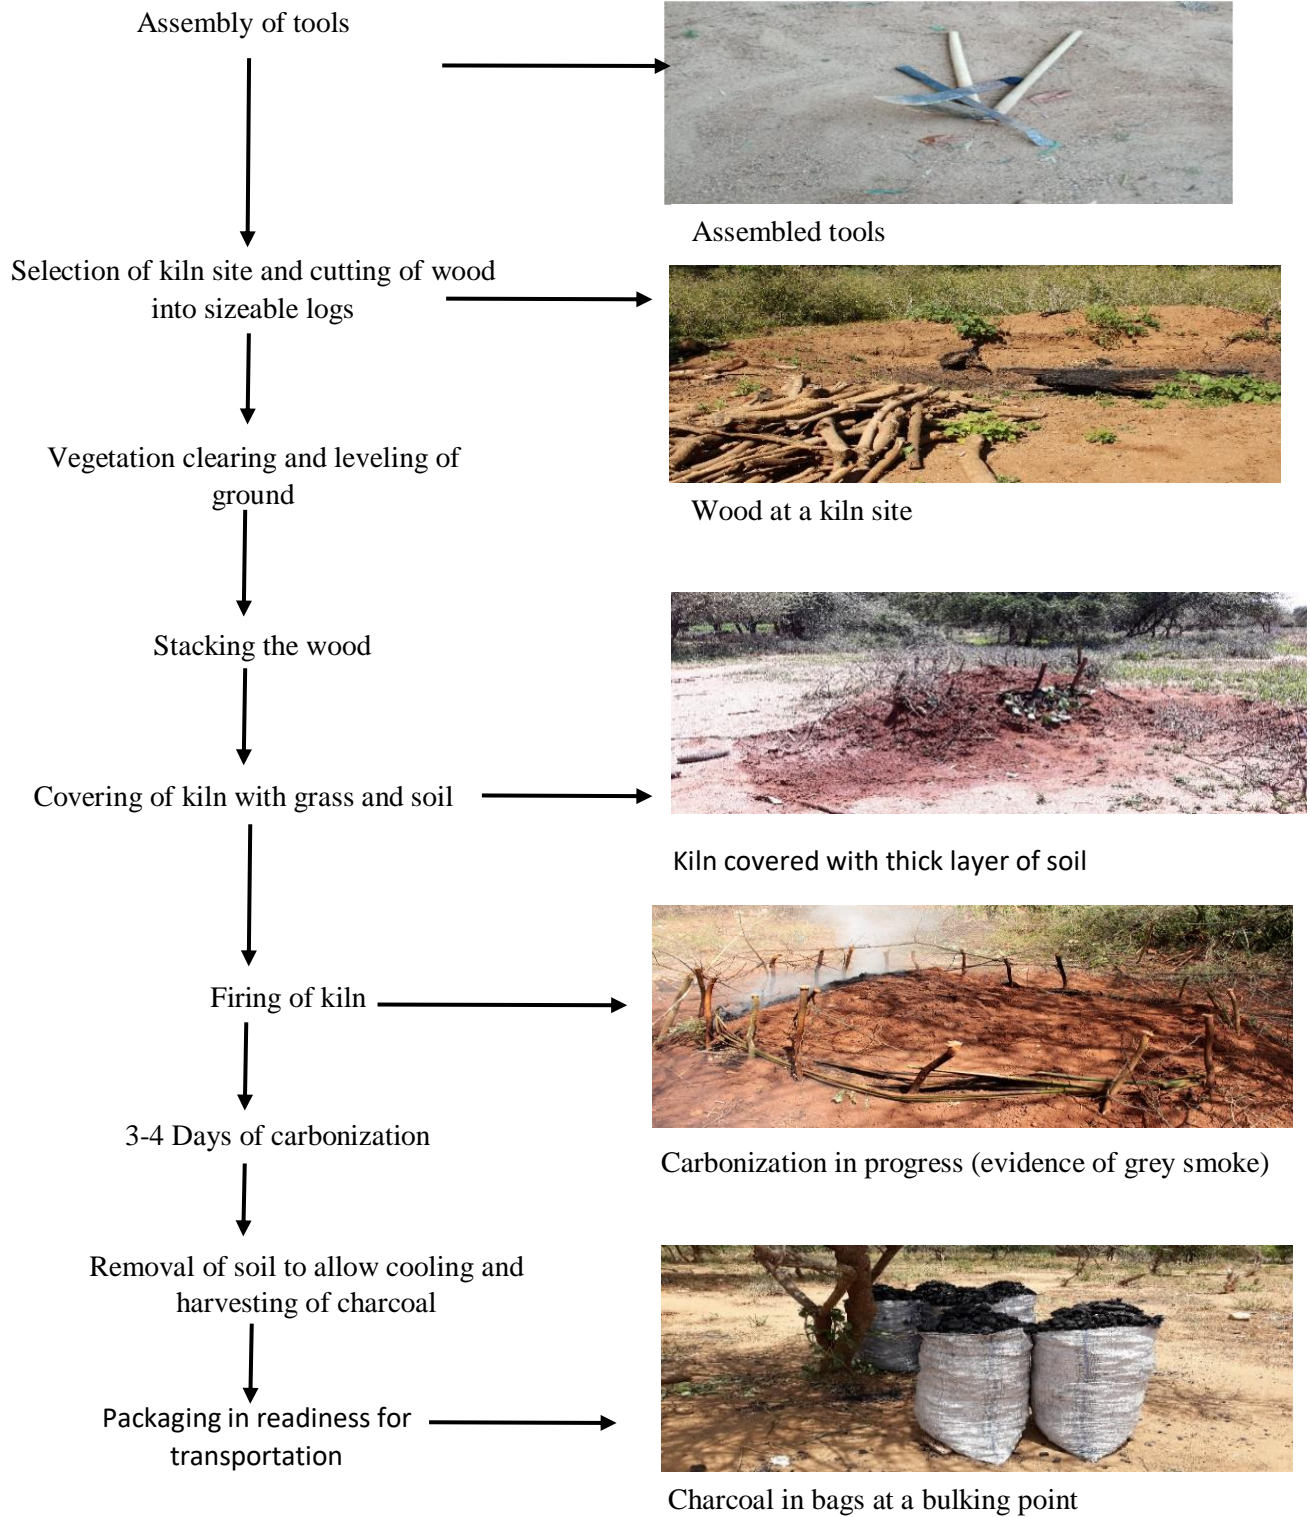 Assembly of tools
Assembled tools
Selection of kiln site and cutting of wood
into sizeable logs
Wood at a kiln site
Vegetation clearing and leveling of
ground
Stacking the wood
Covering of kiln with grass and soil
Kiln covered with thick layer of soil
Firing of kiln
Carbonization in progress (evidence of grey smoke)
3-4 Days of carbonization
Removal of soil to allow cooling and
harvesting of charcoal
Packaging in readiness for
transportation
Charcoal in bags at a bulking point